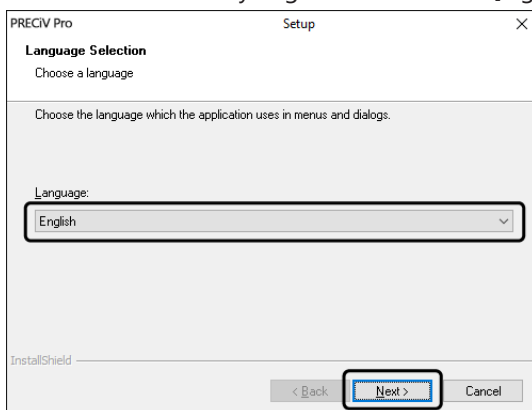 PRECiV Pro Setup
Language Selection
Choose a language
Choose the language which the application uses in menus and dialogs.
Language:
English
InstallShield
< Back Next > Cancel